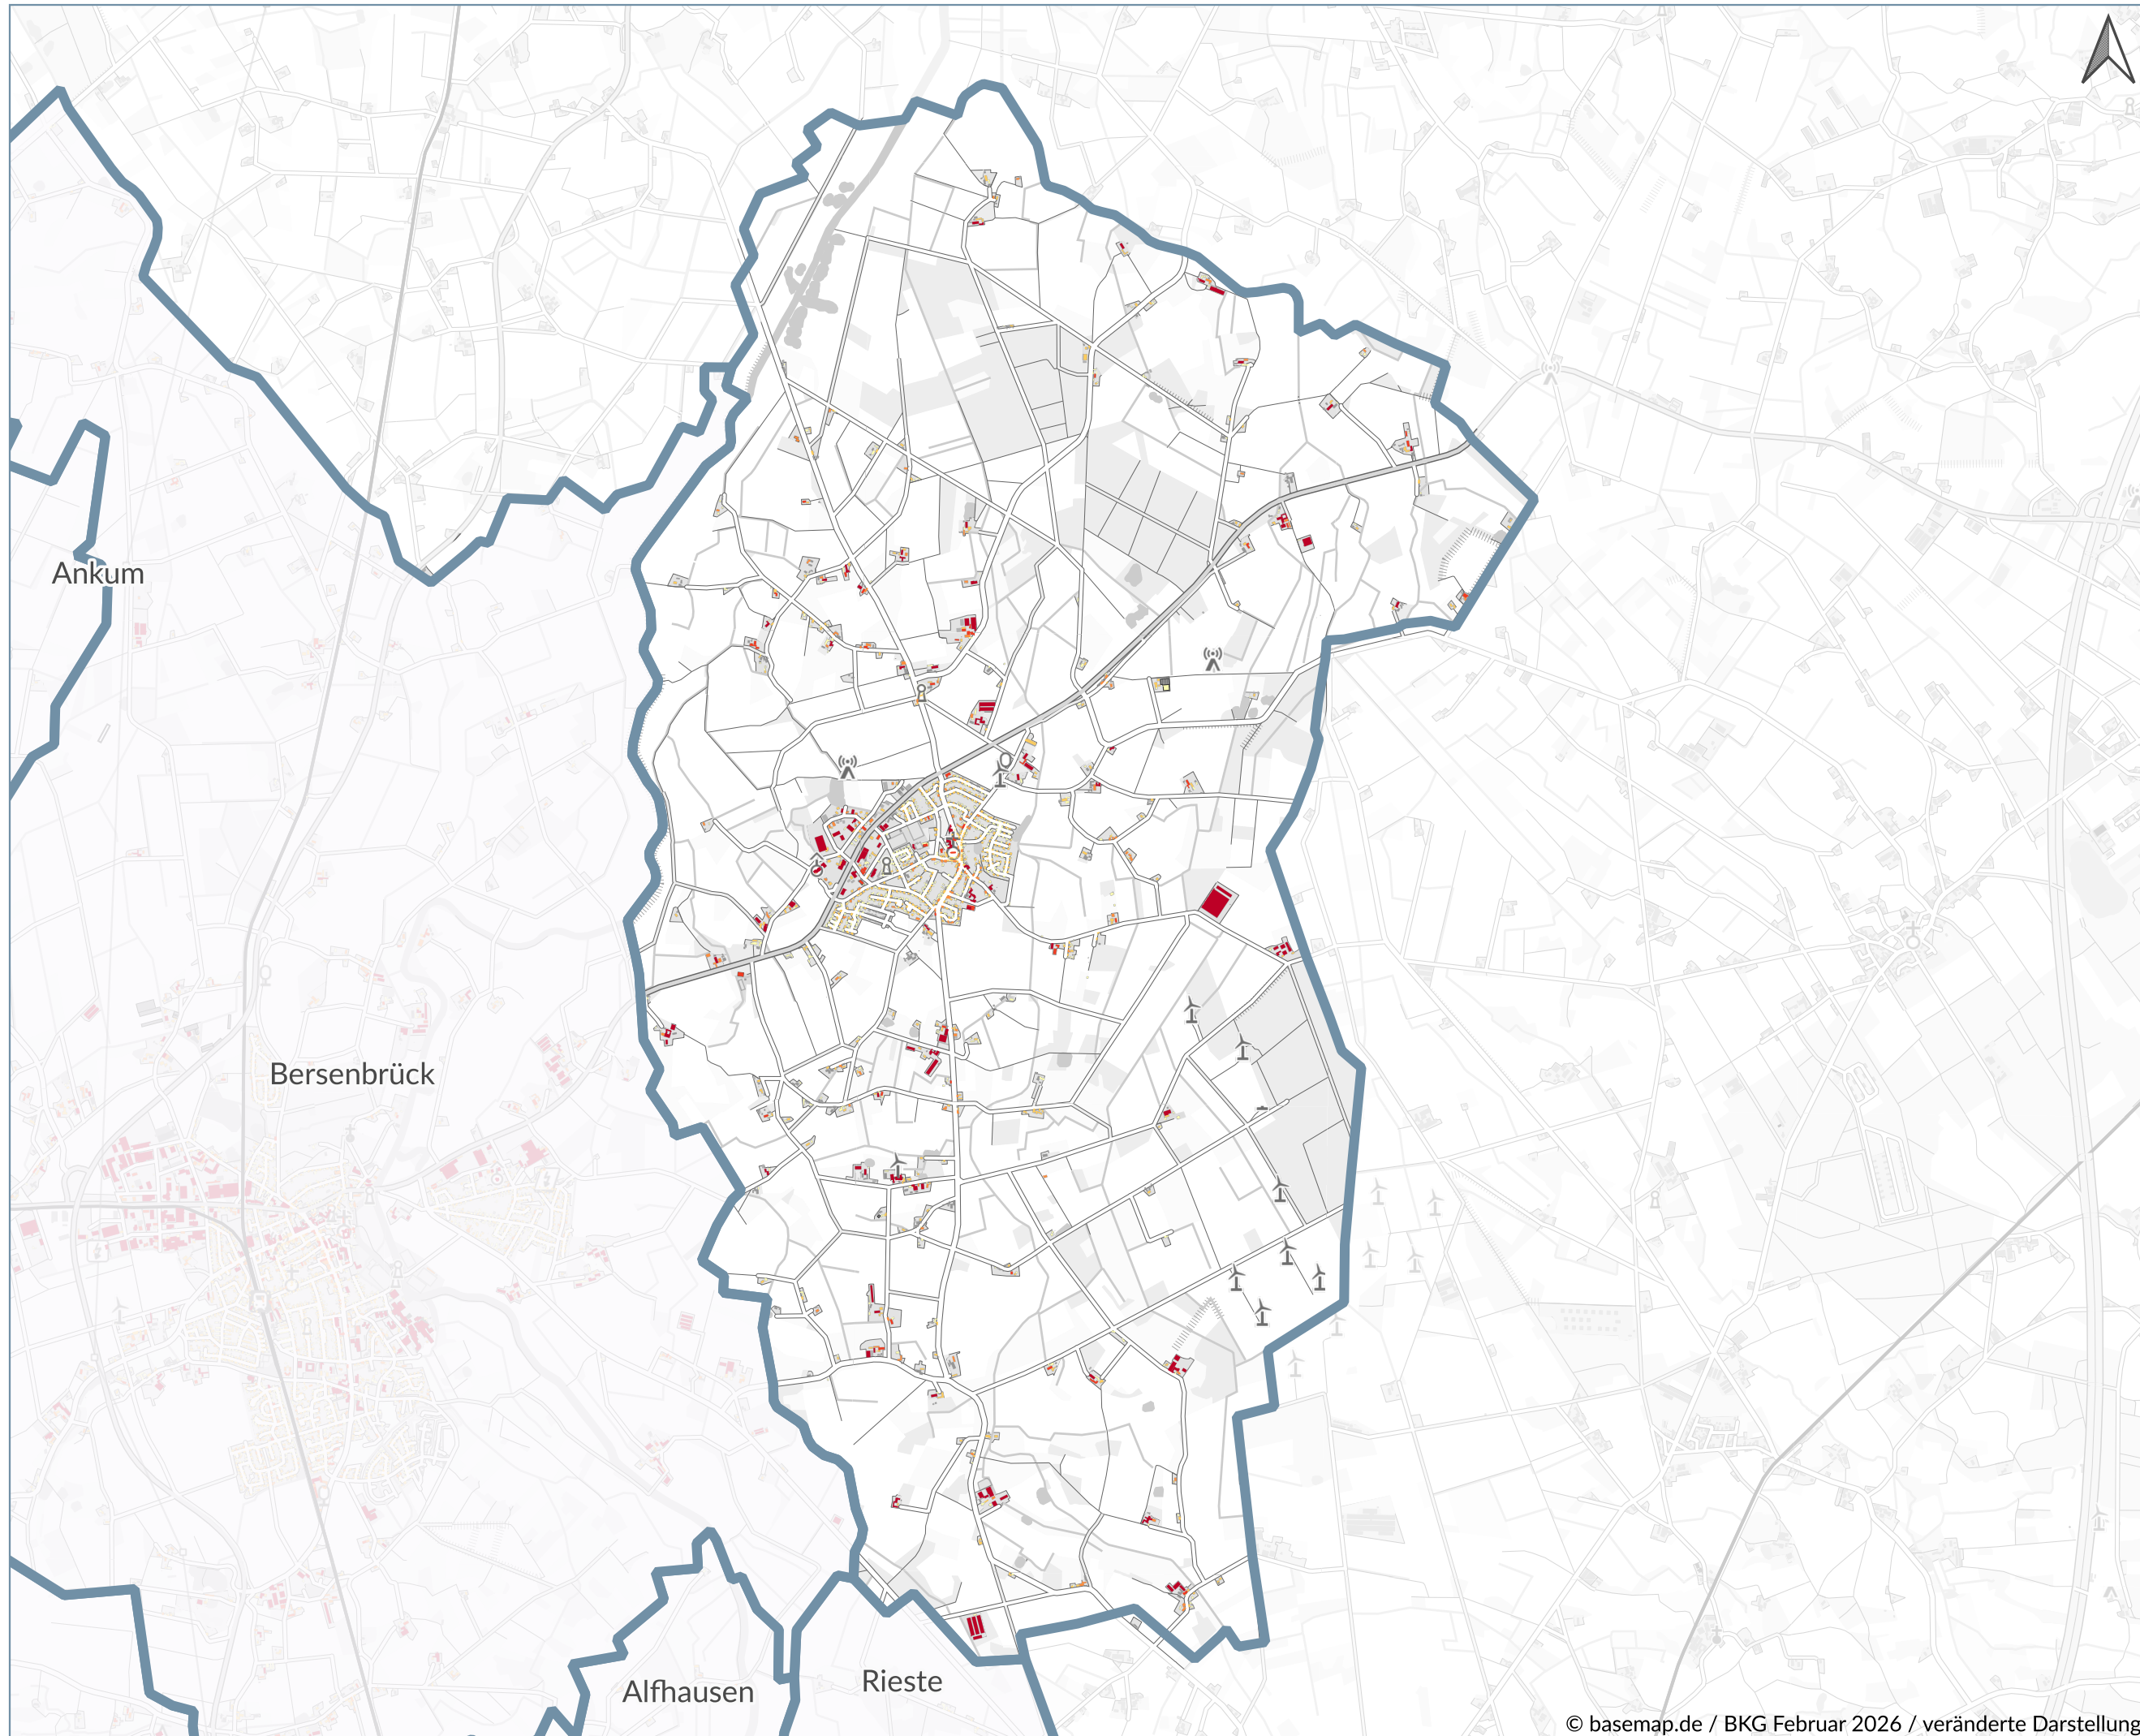 Ankum
Bersenbrück
Alfhausen
Rieste
© basemap.de / BKG Februar 2026 / veränderte Darstellung